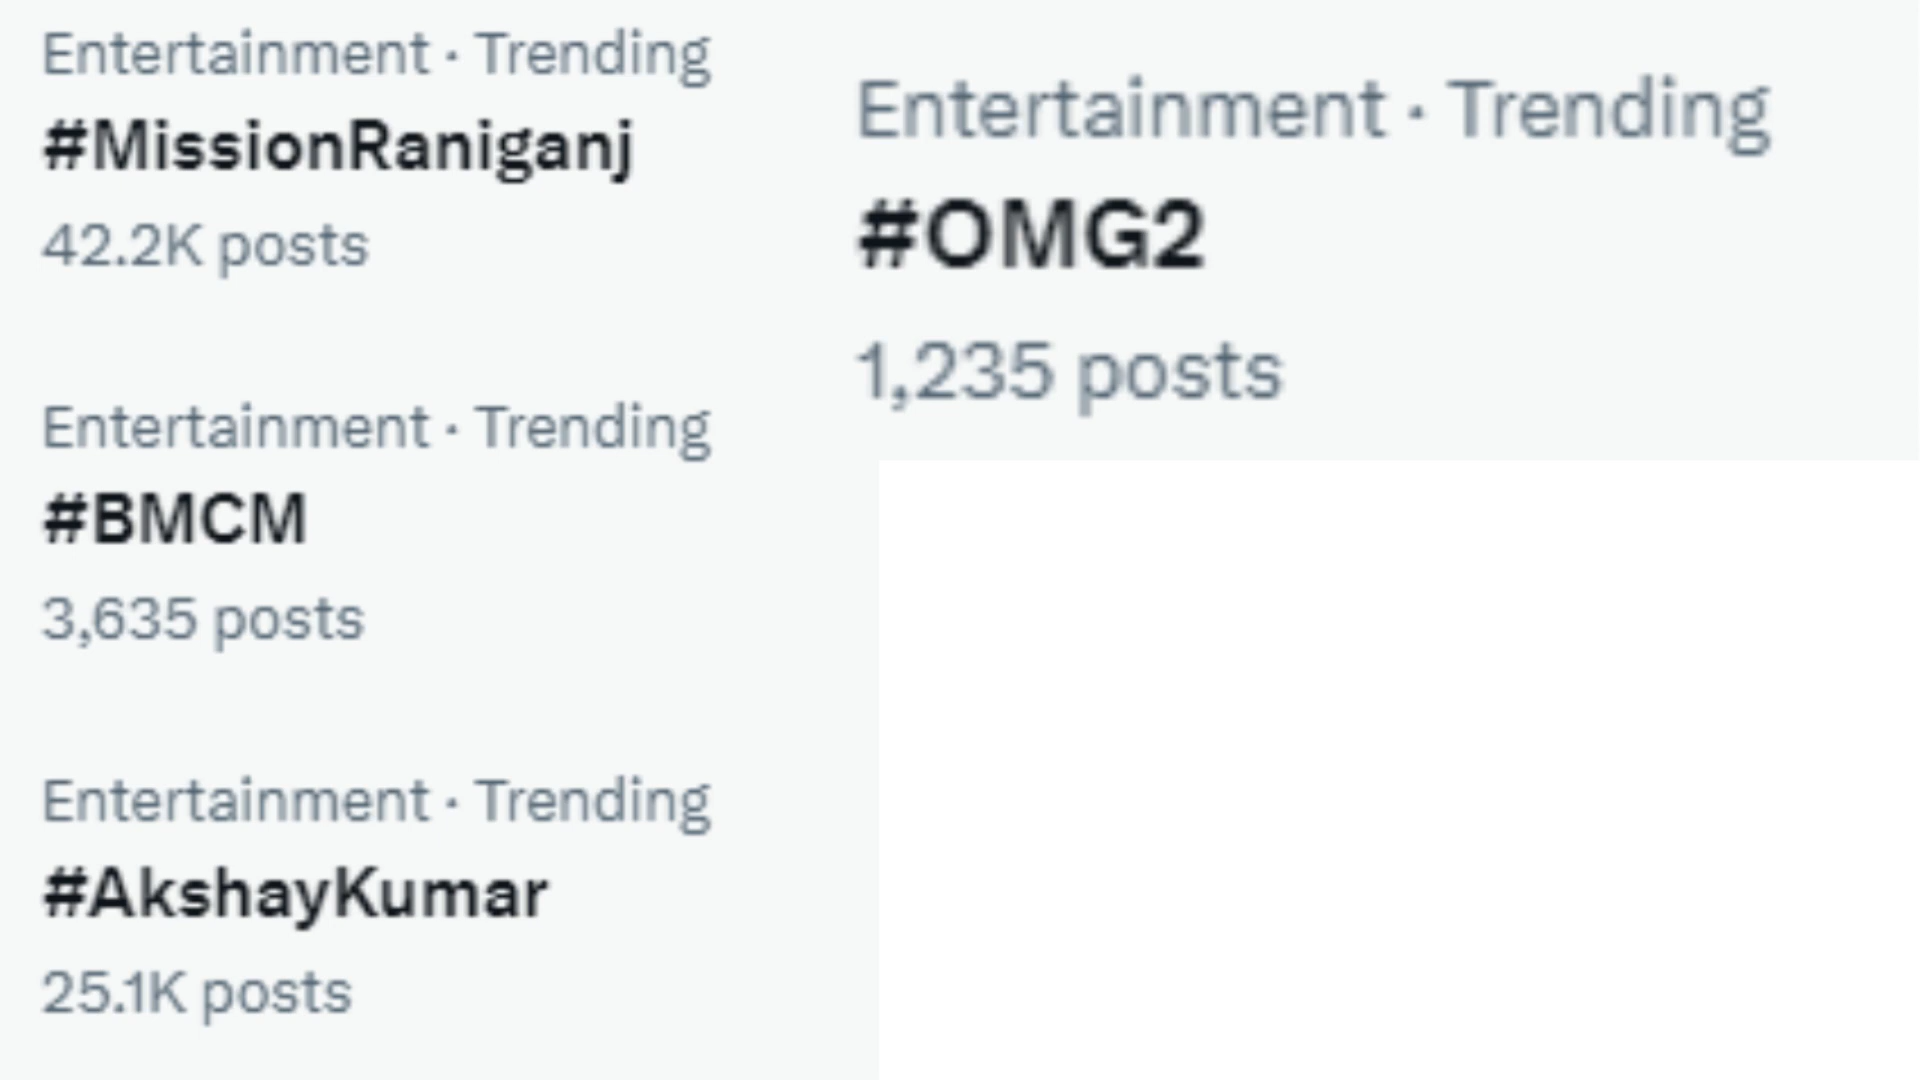 Entertainment · Trending
#MissionRaniganj
42.2K posts
Entertainment · Trending
#BMCM
3,635 posts
Entertainment · Trending
#AkshayKumar
25.1K posts
Entertainment · Trending
#OMG2
1,235 posts